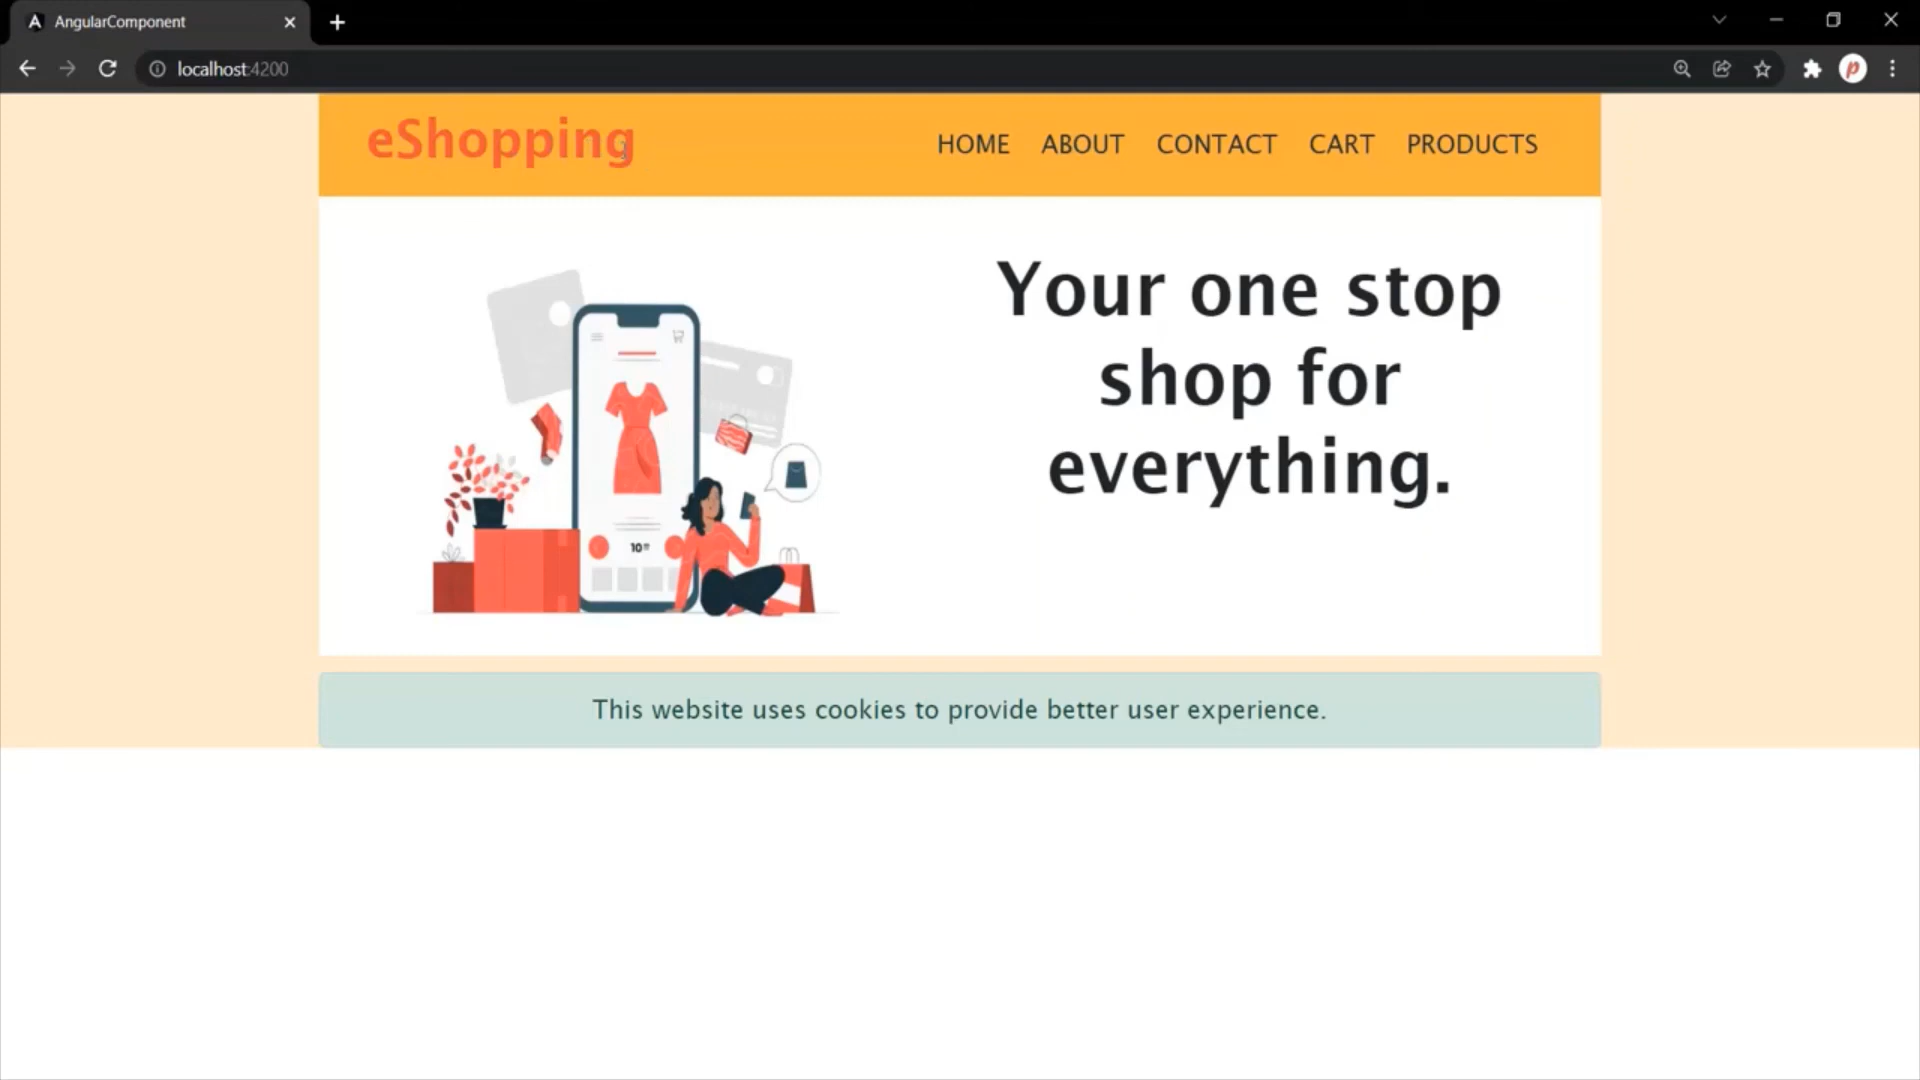 AngularComponent
localhost:4200
eShopping
HOME ABOUT CONTACT CART PRODUCTS
Your one stop
shop for
everything.
10
This website uses cookies to provide better user experience.